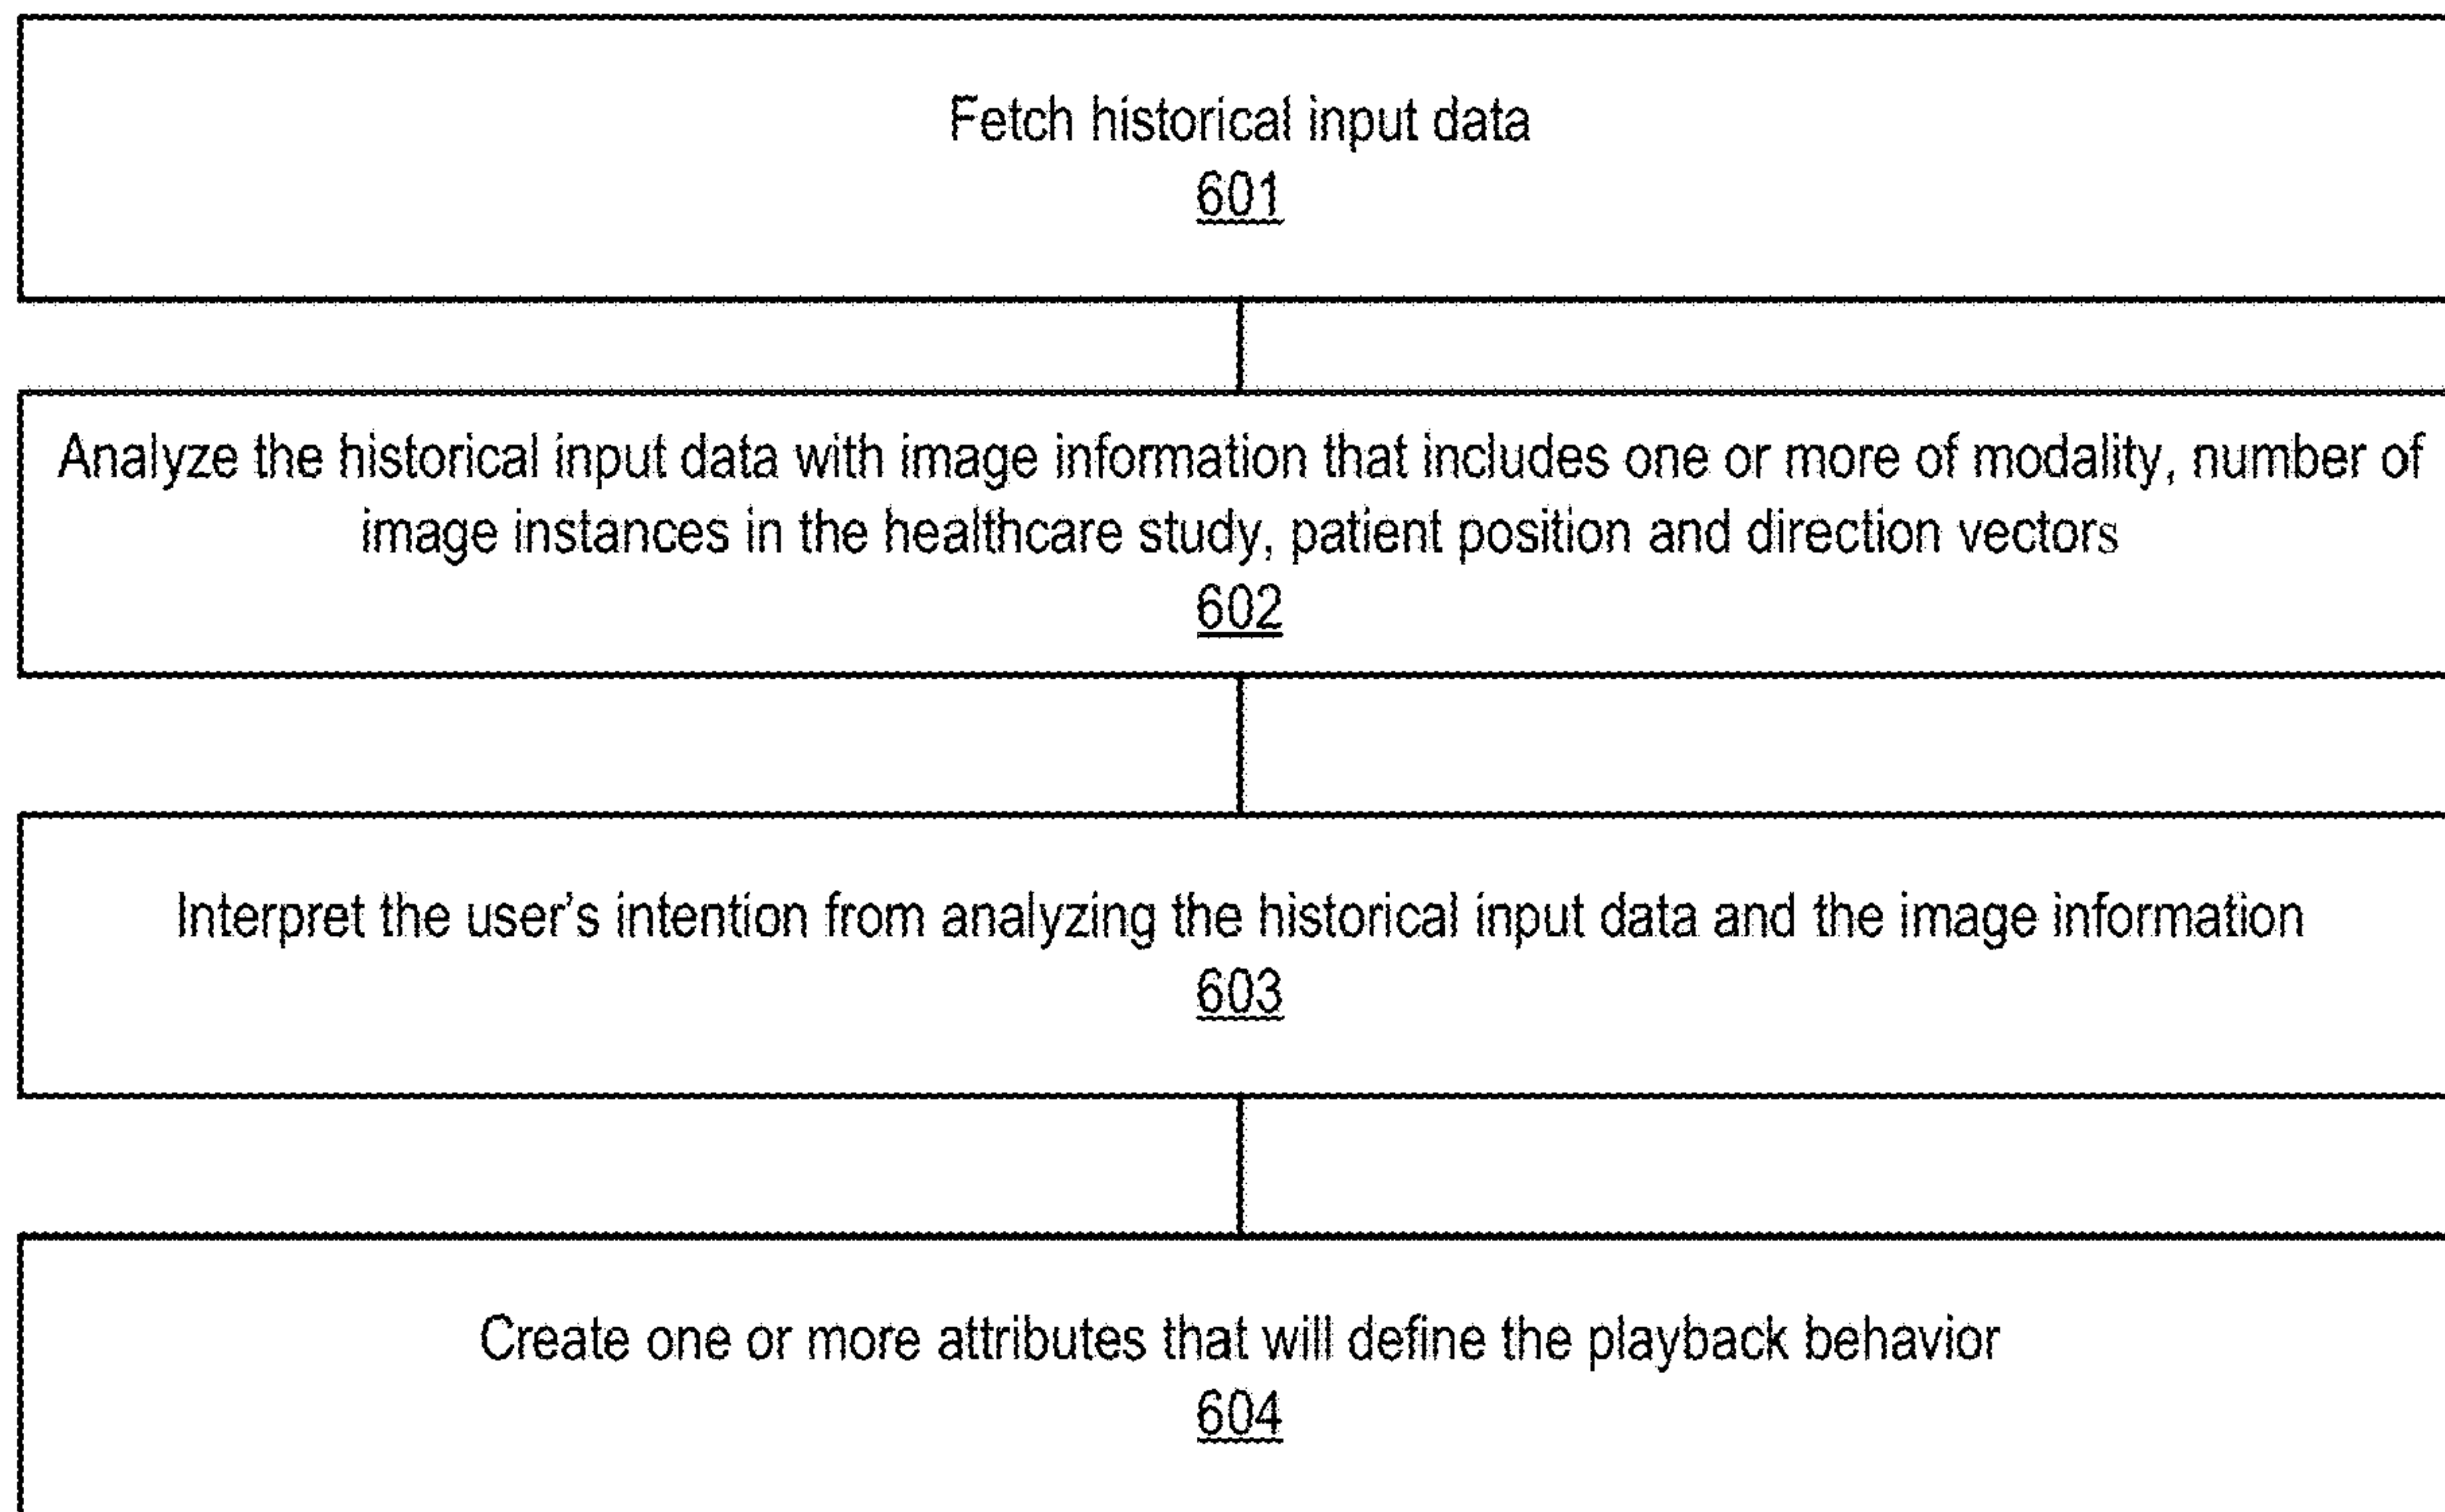 Fetch historical input data
601
Analyze the historical input data with image information that includes one or more of modality, number of
image instances in the healthcare study, patient position and direction vectors
602
Interpret the user's intention from analyzing the historical input data and the image information
603
Create one or more attributes that will define the playback behavior
604